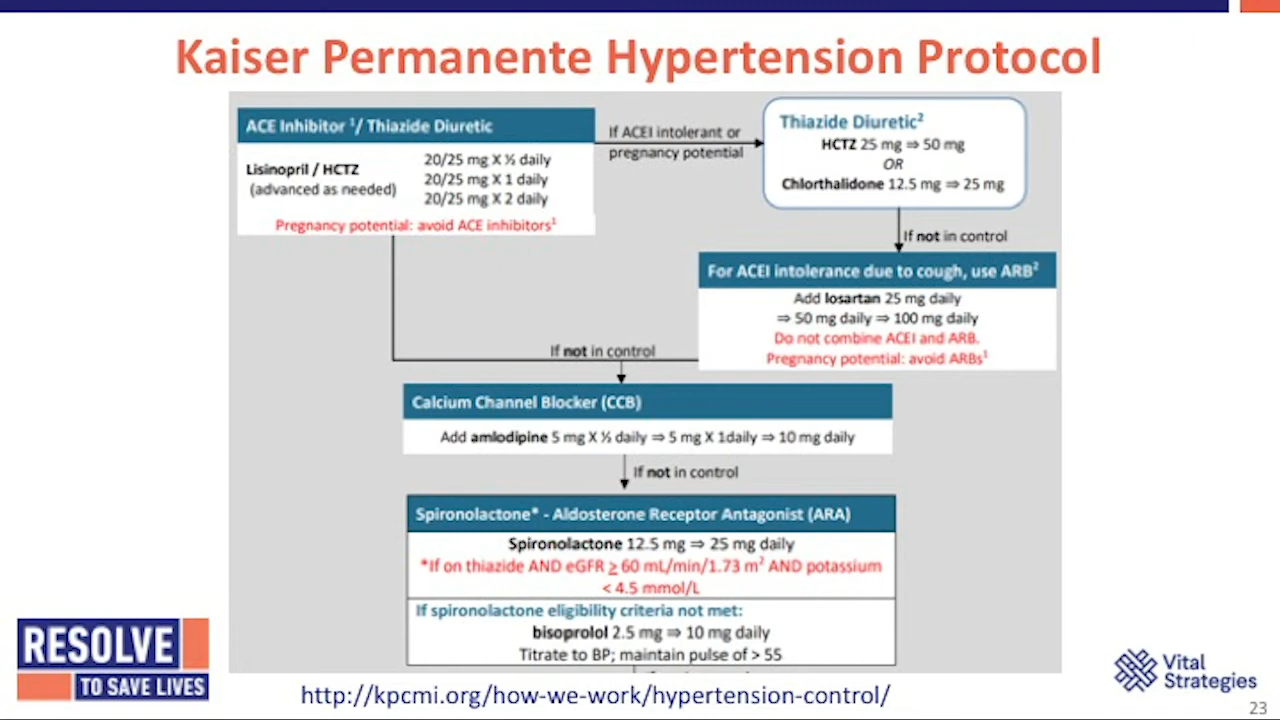 Kaiser Permanente Hypertension Protocol
ACE Inhibitor ¹/ Thiazide Diuretic
Lisinopril / HCTZ
(advanced as needed)
20/25 mg X ½ daily
20/25 mg X 1 daily
20/25 mg X 2 daily
Pregnancy potential: avoid ACE inhibitors¹
If ACEI intolerant or
pregnancy potential
Thiazide Diuretic²
HCTZ 25 mg ⇒ 50 mg
OR
Chlorthalidone 12.5 mg ⇒ 25 mg
If not in control
For ACEI intolerance due to cough, use ARB²
Add losartan 25 mg daily
⇒ 50 mg daily ⇒ 100 mg daily
Do not combine ACEI and ARB.
Pregnancy potential: avoid ARBs¹
If not in control
Calcium Channel Blocker (CCB)
Add amlodipine 5 mg X ½ daily ⇒ 5 mg X 1daily ⇒ 10 mg daily
If not in control
Spironolactone* - Aldosterone Receptor Antagonist (ARA)
Spironolactone 12.5 mg ⇒ 25 mg daily
*If on thiazide AND eGFR ≥ 60 mL/min/1.73 m² AND potassium
< 4.5 mmol/L
If spironolactone eligibility criteria not met:
bisoprolol 2.5 mg ⇒ 10 mg daily
Titrate to BP; maintain pulse of > 55
RESOLVE
TO SAVE LIVES
http://kpcmi.org/how-we-work/hypertension-control/
Vital
Strategies
23